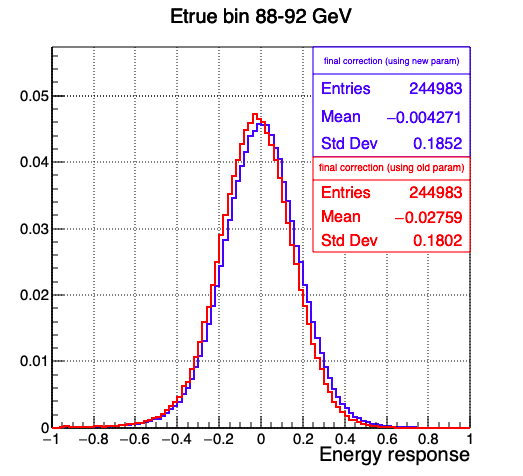 Etrue bin 88-92 GeV
final correction (using new param)
Entries 244983
Mean −0.004271
Std Dev 0.1852
final correction (using old param)
Entries 244983
Mean −0.02759
Std Dev 0.1802
0.05
0.04
0.03
0.02
0.01
0
−1 −0.8 −0.6 −0.4 −0.2 0 0.2 0.4 0.6 0.8 1
Energy response